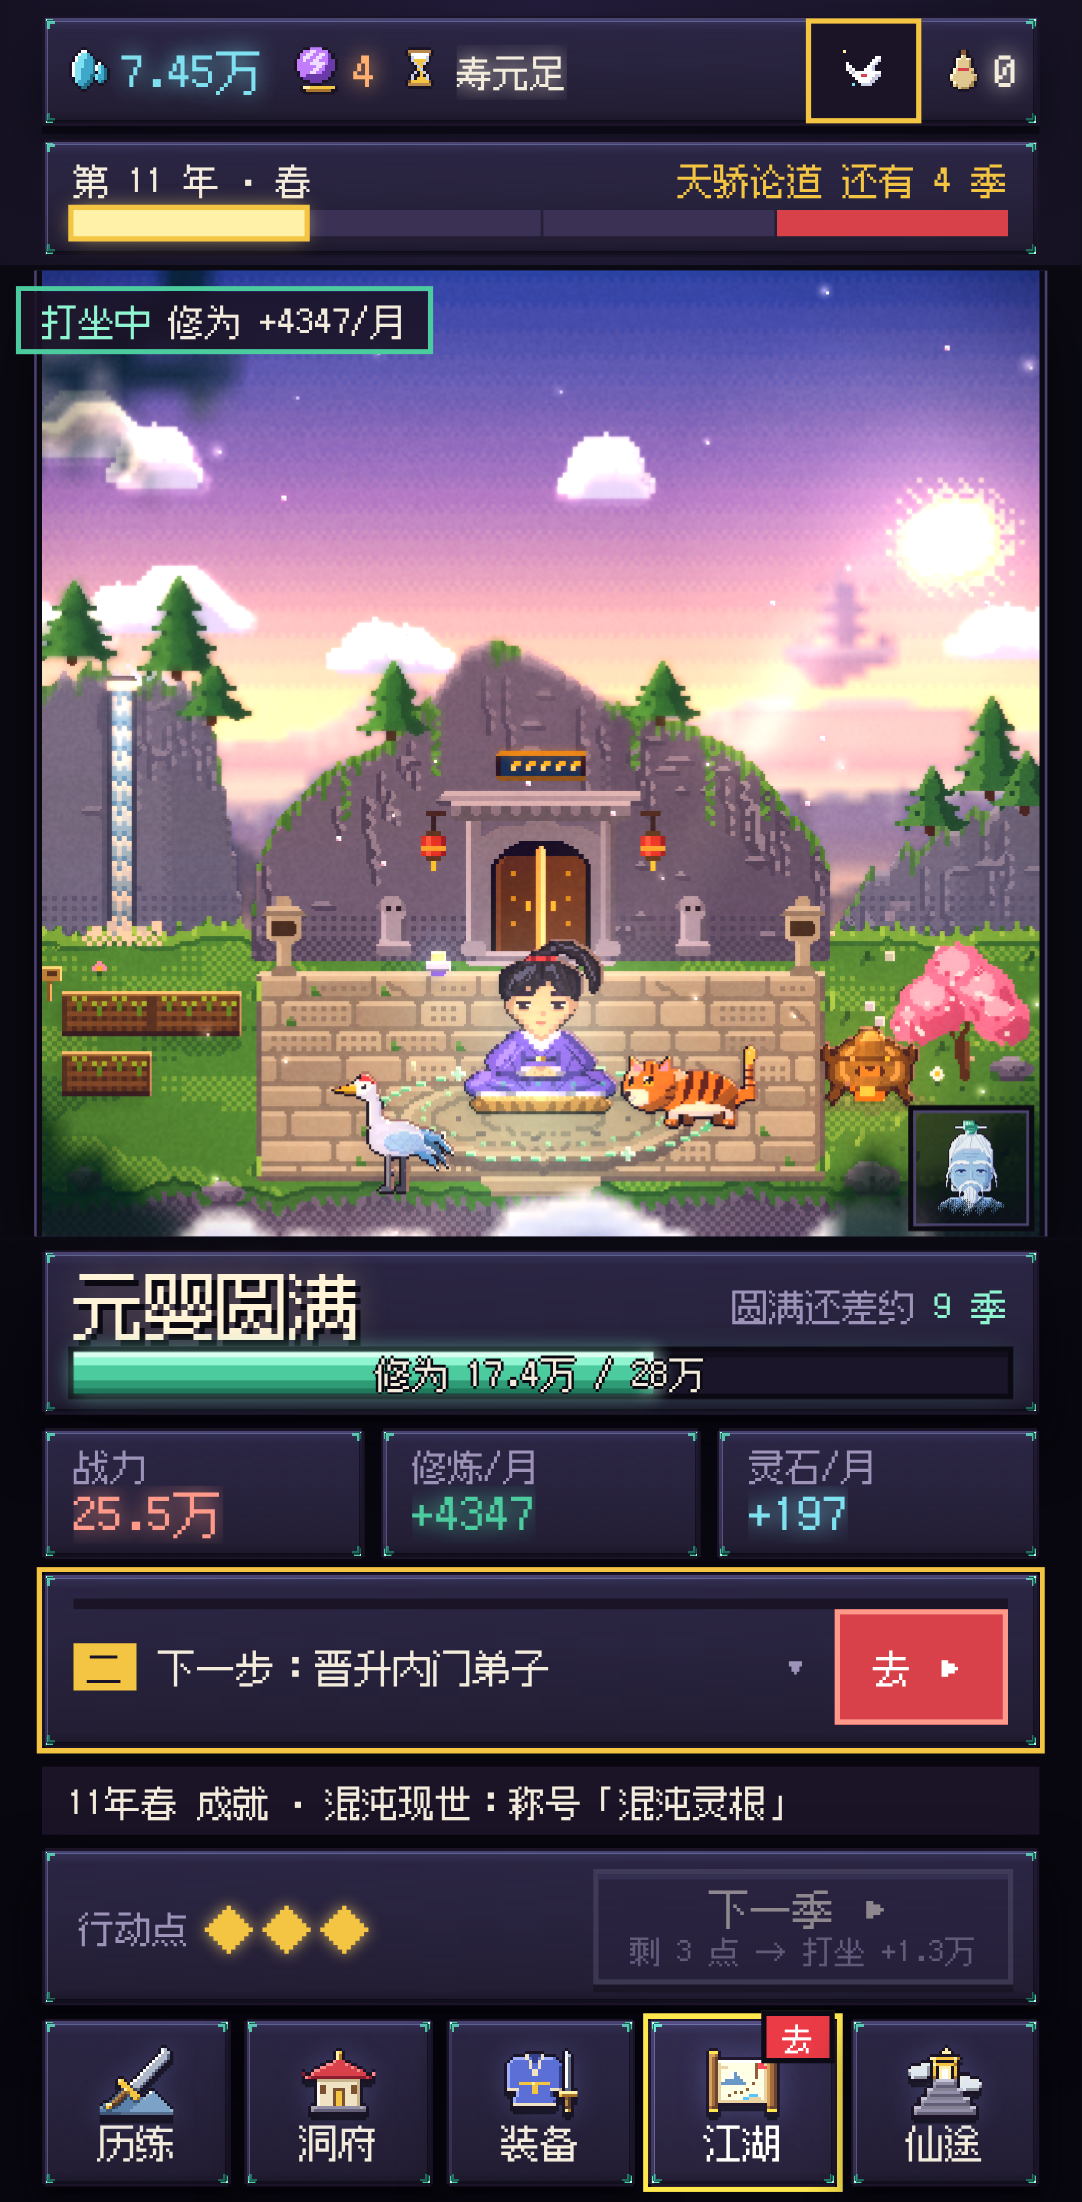 7.45万 4 寿元足 0
第 11 年 · 春 天骄论道 还有 4 季
打坐中 修为 +4347/月
元婴圆满 圆满还差约 9 季
修为 17.4万 / 28万
战力 修炼/月 灵石/月
25.5万 +4347 +197
二 下一步：晋升内门弟子 ▼ 去 ▶
11年春 成就 · 混沌现世：称号「混沌灵根」
行动点 下一季 ▶
剩 3 点 → 打坐 +1.3万
去
历练 洞府 装备 江湖 仙途